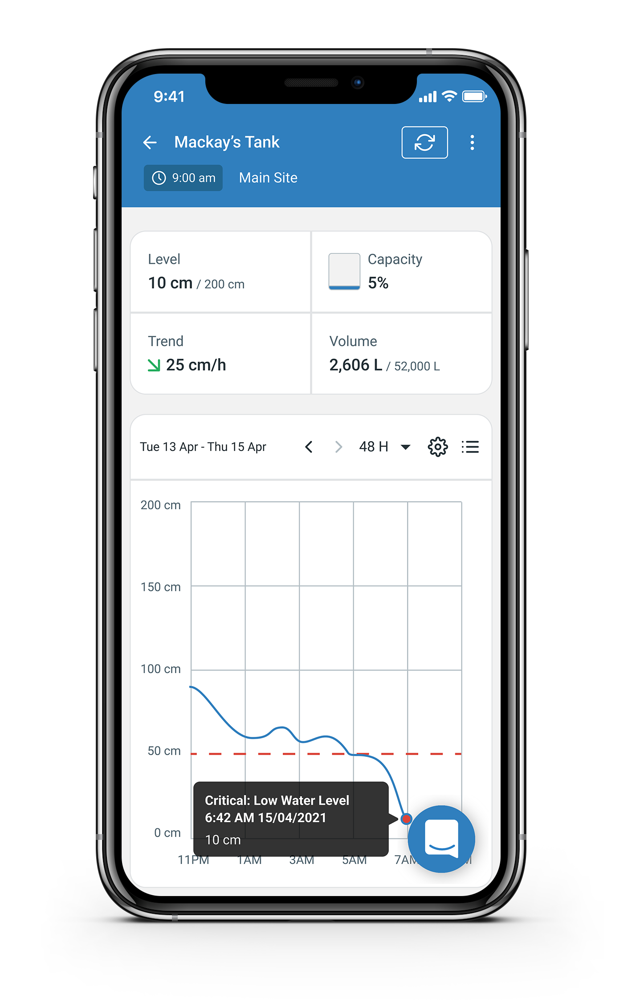 9:41
Mackay’s Tank
9:00 am Main Site
Level
10 cm / 200 cm
Capacity
5%
Trend
25 cm/h
Volume
2,606 L / 52,000 L
Tue 13 Apr - Thu 15 Apr 48 H
200 cm
150 cm
100 cm
50 cm
0 cm
Critical: Low Water Level
6:42 AM 15/04/2021
10 cm
11PM 1AM 3AM 5AM